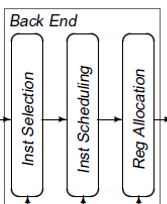 Back End
Inst Selection
Inst Scheduling
Reg Allocation